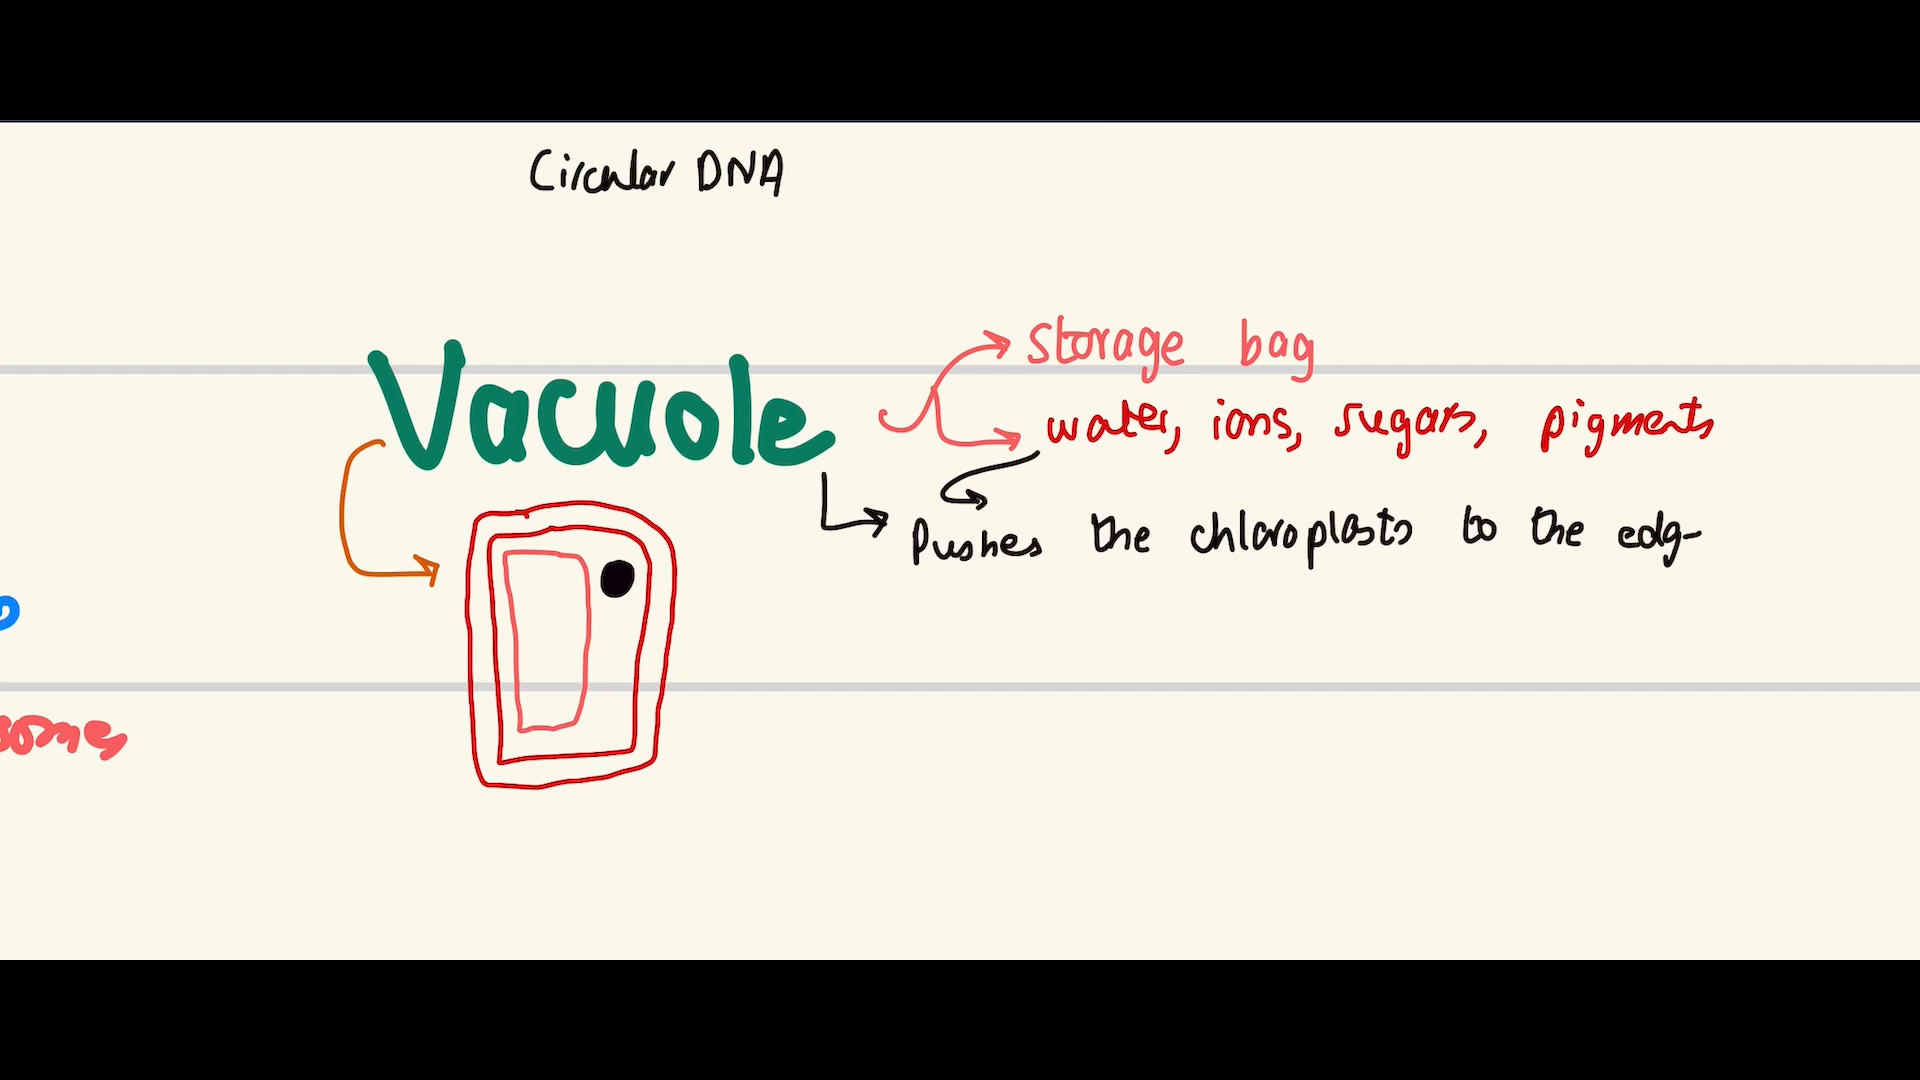 Circular DNA
Vacuole
storage bag
water, ions, sugars, pigments
Pushes the chloroplasts to the edg